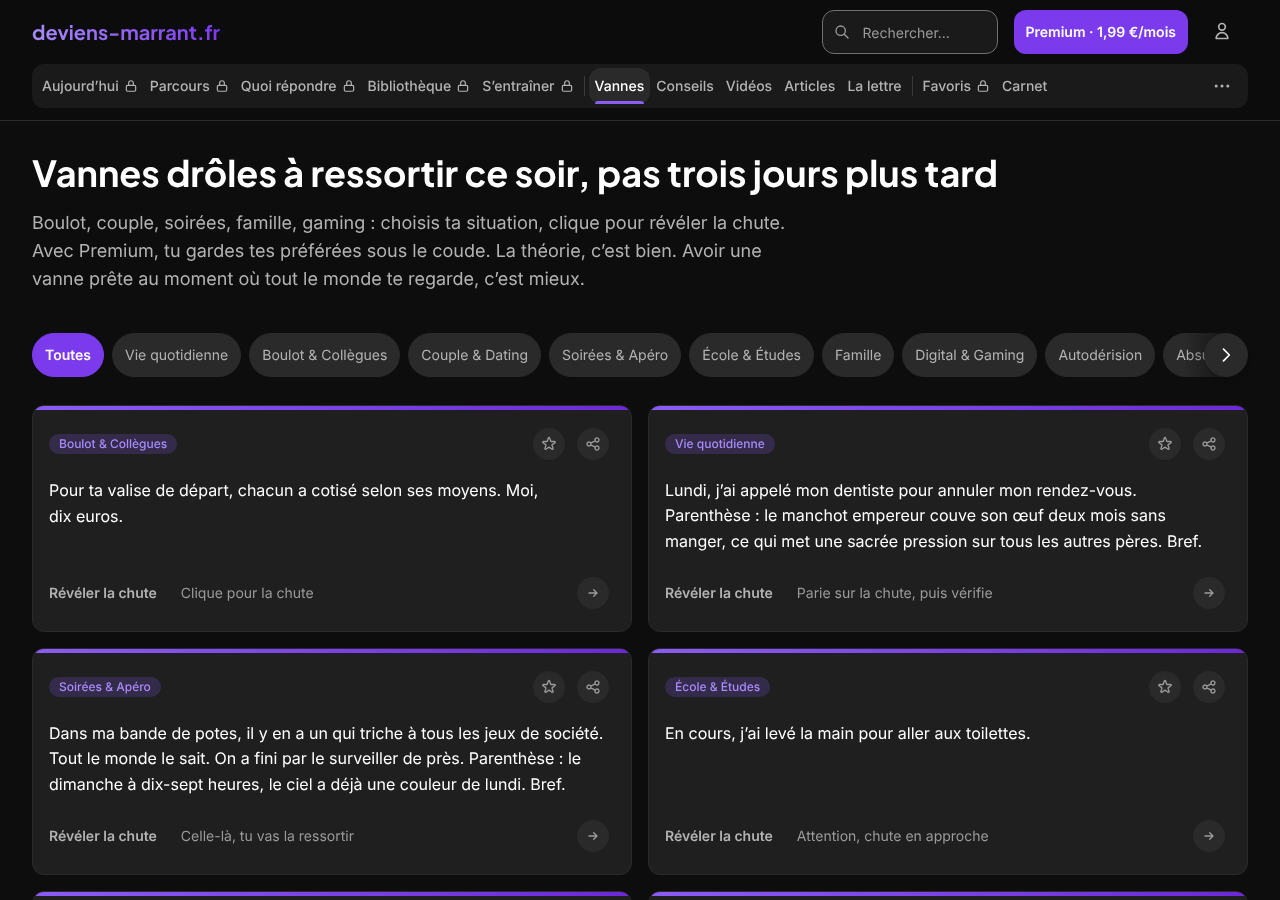 deviens-marrant.fr
Rechercher...
Premium · 1,99 €/mois
Aujourd’hui Parcours Quoi répondre Bibliothèque S’entraîner Vannes Conseils Vidéos Articles La lettre Favoris Carnet
Vannes drôles à ressortir ce soir, pas trois jours plus tard
Boulot, couple, soirées, famille, gaming : choisis ta situation, clique pour révéler la chute.
Avec Premium, tu gardes tes préférées sous le coude. La théorie, c’est bien. Avoir une
vanne prête au moment où tout le monde te regarde, c’est mieux.
Toutes Vie quotidienne Boulot & Collègues Couple & Dating Soirées & Apéro École & Études Famille Digital & Gaming Autodérision
Boulot & Collègues
Pour ta valise de départ, chacun a cotisé selon ses moyens. Moi,
dix euros.
Révéler la chute Clique pour la chute
Vie quotidienne
Lundi, j’ai appelé mon dentiste pour annuler mon rendez-vous.
Parenthèse : le manchot empereur couve son œuf deux mois sans
manger, ce qui met une sacrée pression sur tous les autres pères. Bref.
Révéler la chute Parie sur la chute, puis vérifie
Soirées & Apéro
Dans ma bande de potes, il y en a un qui triche à tous les jeux de société.
Tout le monde le sait. On a fini par le surveiller de près. Parenthèse : le
dimanche à dix-sept heures, le ciel a déjà une couleur de lundi. Bref.
Révéler la chute Celle-là, tu vas la ressortir
École & Études
En cours, j’ai levé la main pour aller aux toilettes.
Révéler la chute Attention, chute en approche